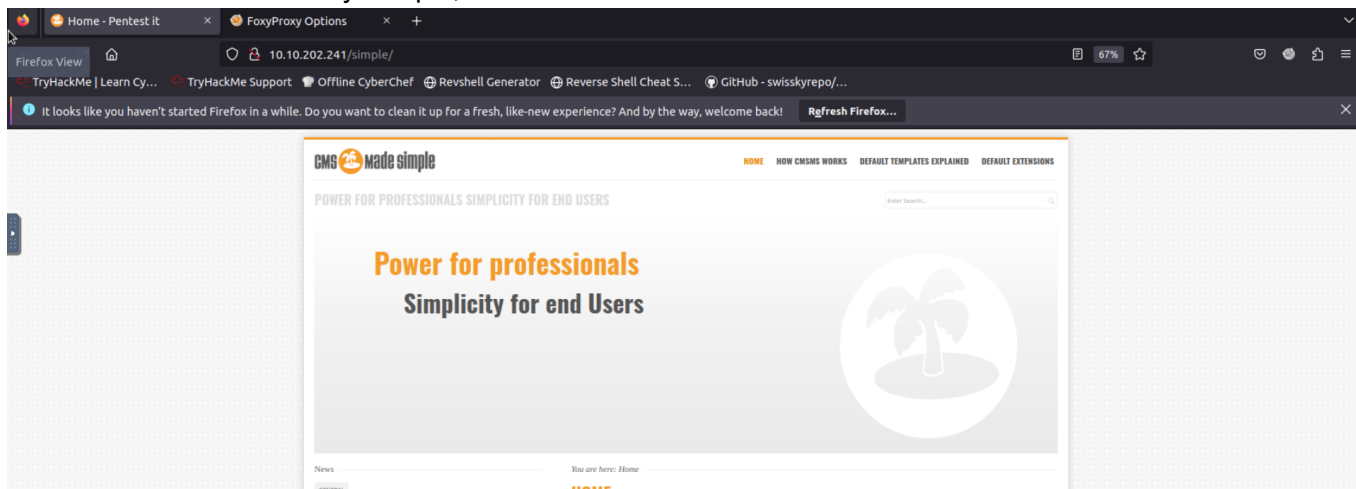 Home - Pentest it
FoxyProxy Options
Firefox View
10.10.202.241/simple/
67%
TryHackMe | Learn Cy...
TryHackMe Support
Offline CyberChef
Revshell Generator
Reverse Shell Cheat S...
GitHub - swisskyrepo/...
It looks like you haven't started Firefox in a while. Do you want to clean it up for a fresh, like-new experience? And by the way, welcome back!
Refresh Firefox...
CMS Made simple
HOME
HOW CMSMS WORKS
DEFAULT TEMPLATES EXPLAINED
DEFAULT EXTENSIONS
POWER FOR PROFESSIONALS SIMPLICITY FOR END USERS
Enter Search...
Power for professionals
Simplicity for end Users
News
You are here: Home
HOME